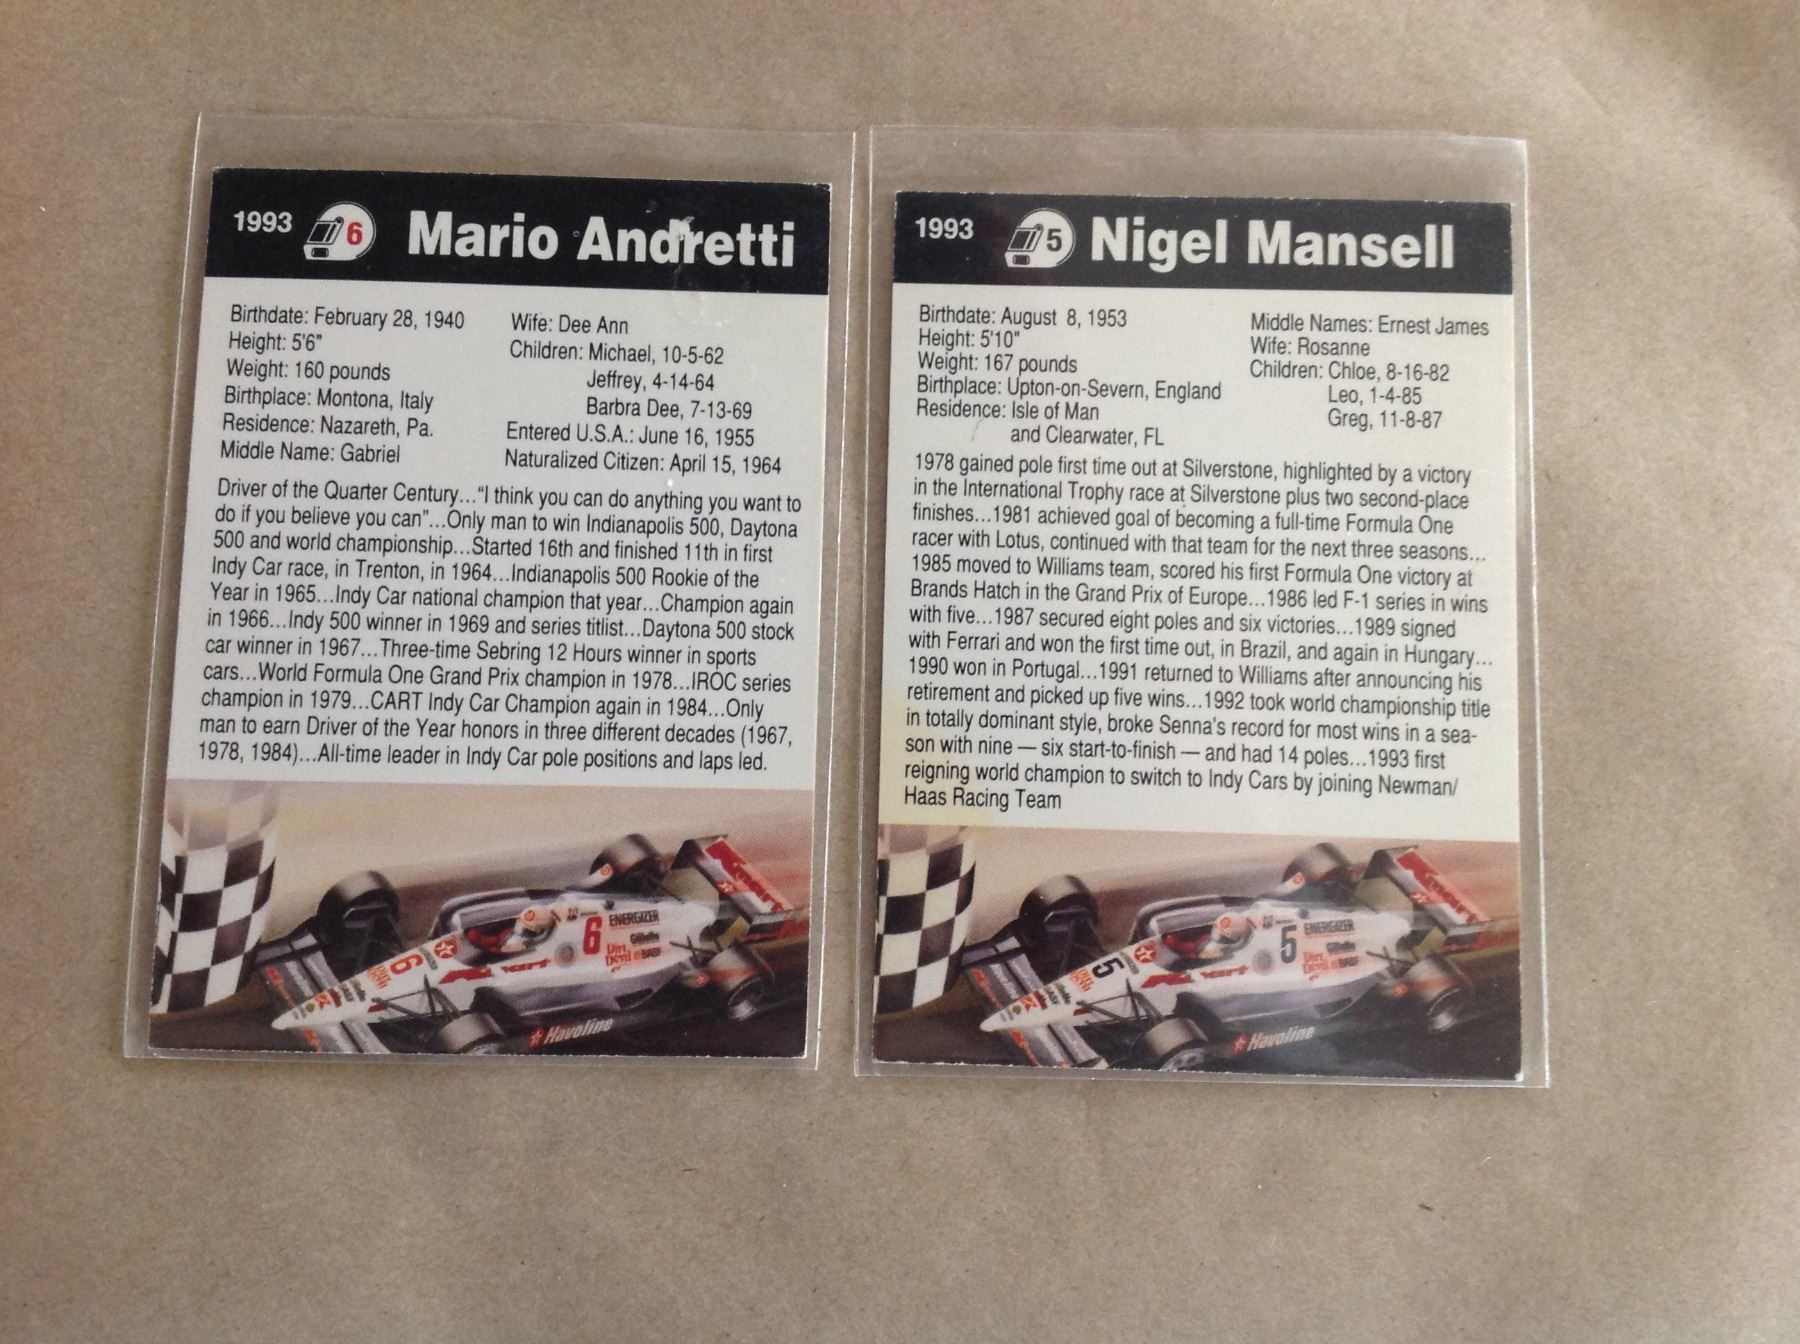 1993 6 Mario Andretti
Birthdate: February 28, 1940
Height: 5'6"
Weight: 160 pounds
Birthplace: Montona, Italy
Residence: Nazareth, Pa.
Middle Name: Gabriel
Wife: Dee Ann
Children: Michael, 10-5-62
Jeffrey, 4-14-64
Barbra Dee, 7-13-69
Entered U.S.A.: June 16, 1955
Naturalized Citizen: April 15, 1964
Driver of the Quarter Century..."I think you can do anything you want to
do if you believe you can"...Only man to win Indianapolis 500, Daytona
500 and world championship...Started 16th and finished 11th in first
Indy Car race, in Trenton, in 1964...Indianapolis 500 Rookie of the
Year in 1965...Indy Car national champion that year...Champion again
in 1966...Indy 500 winner in 1969 and series titlist...Daytona 500 stock
car winner in 1967...Three-time Sebring 12 Hours winner in sports
cars...World Formula One Grand Prix champion in 1978...IROC series
champion in 1979...CART Indy Car Champion again in 1984...Only
man to earn Driver of the Year honors in three different decades (1967,
1978, 1984)...All-time leader in Indy Car pole positions and laps led.
6
ENERGIZER
Gillette
Dirt
Devil
BASF
6
Kmart
Havoline
1993 5 Nigel Mansell
Birthdate: August 8, 1953
Height: 5'10"
Weight: 167 pounds
Birthplace: Upton-on-Severn, England
Residence: Isle of Man
and Clearwater, FL
Middle Names: Ernest James
Wife: Rosanne
Children: Chloe, 8-16-82
Leo, 1-4-85
Greg, 11-8-87
1978 gained pole first time out at Silverstone, highlighted by a victory
in the International Trophy race at Silverstone plus two second-place
finishes...1981 achieved goal of becoming a full-time Formula One
racer with Lotus, continued with that team for the next three seasons...
1985 moved to Williams team, scored his first Formula One victory at
Brands Hatch in the Grand Prix of Europe...1986 led F-1 series in wins
with five...1987 secured eight poles and six victories...1989 signed
with Ferrari and won the first time out, in Brazil, and again in Hungary...
1990 won in Portugal...1991 returned to Williams after announcing his
retirement and picked up five wins...1992 took world championship title
in totally dominant style, broke Senna's record for most wins in a sea-
son with nine — six start-to-finish — and had 14 poles...1993 first
reigning world champion to switch to Indy Cars by joining Newman/
Haas Racing Team
Kmart
5
ENERGIZER
Gillette
Dirt
Devil
BASF
5
Havoline